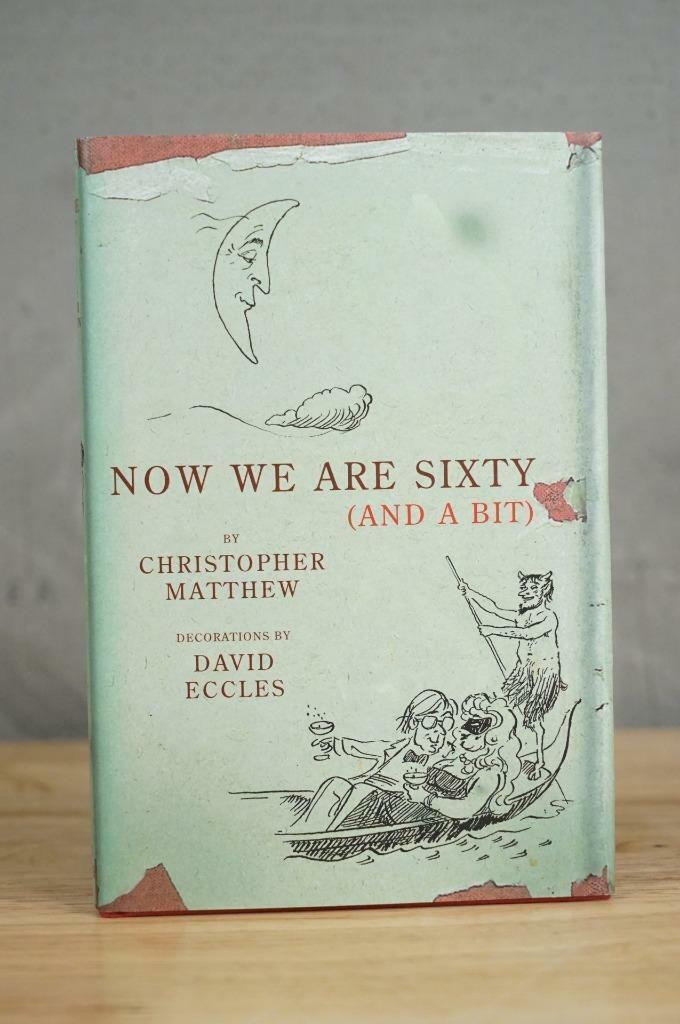 NOW WE ARE SIXTY
(AND A BIT)
BY
CHRISTOPHER
MATTHEW
DECORATIONS BY
DAVID
ECCLES